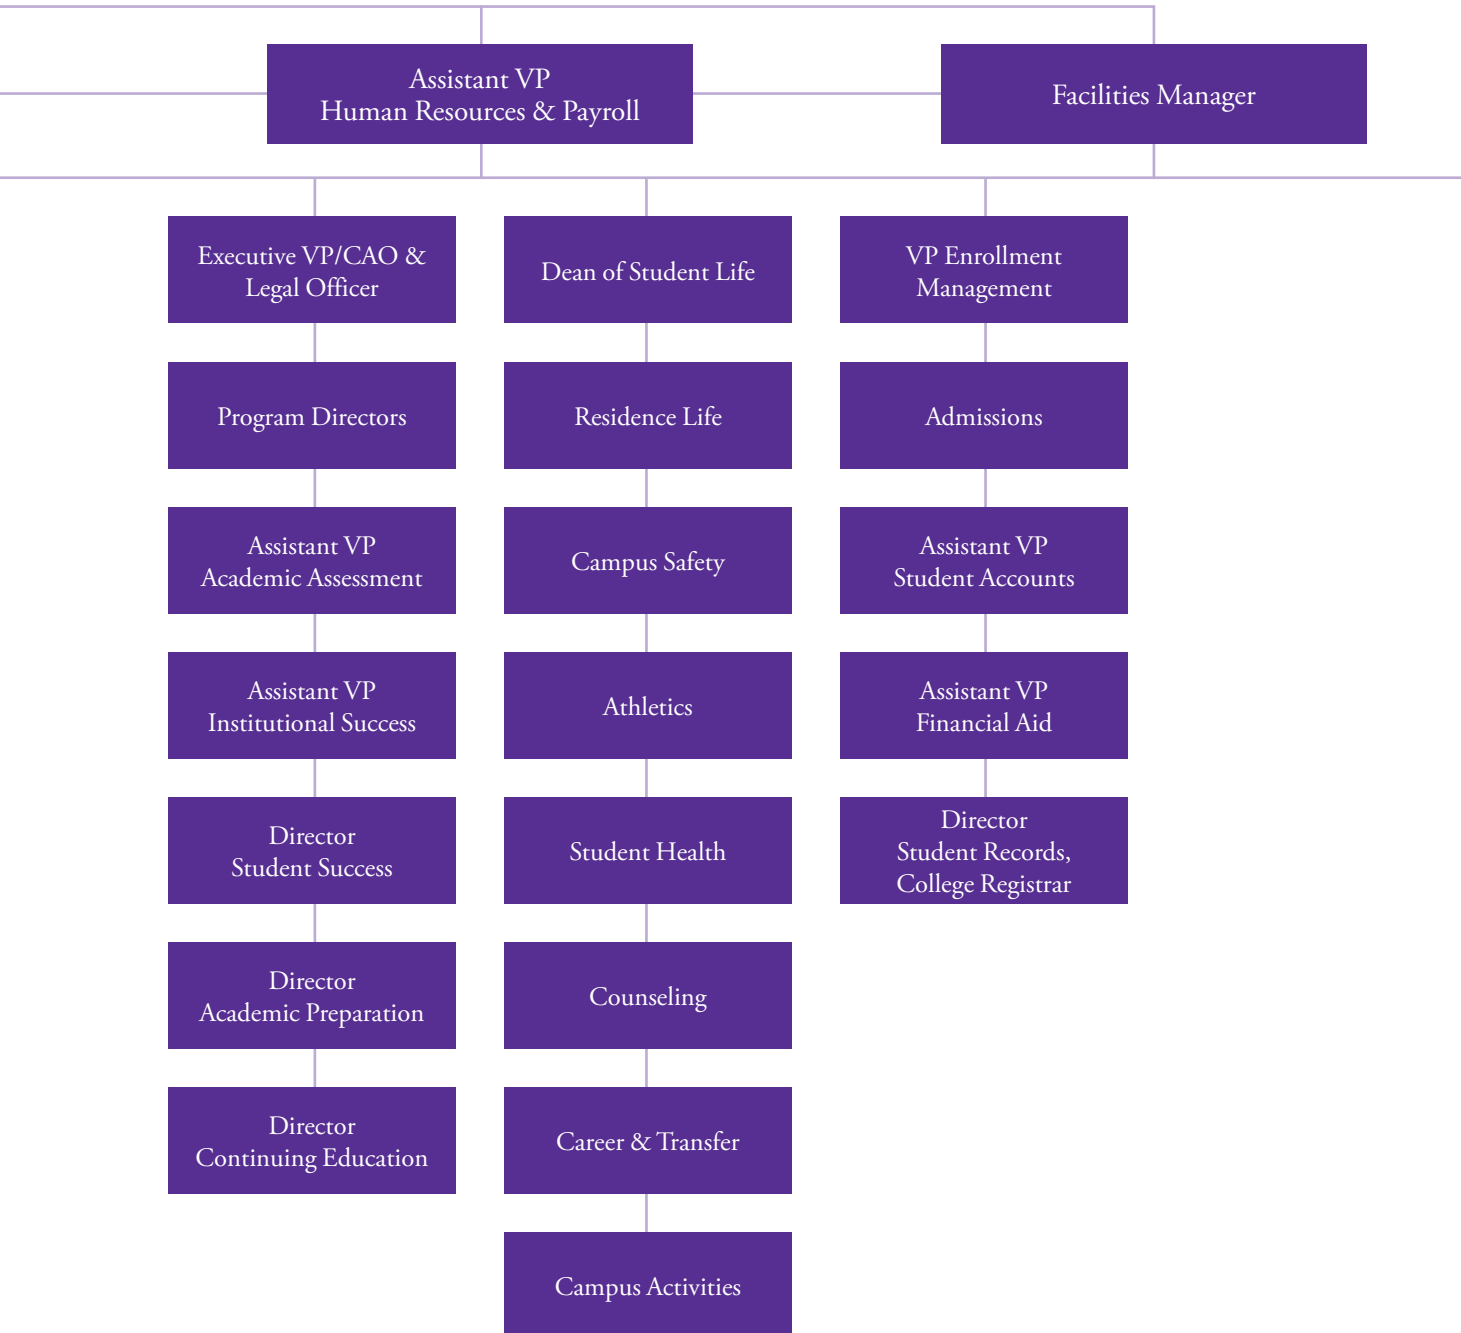 Assistant VP
Human Resources & Payroll
Facilities Manager
Executive VP/CAO &
Legal Officer
Program Directors
Assistant VP
Academic Assessment
Assistant VP
Institutional Success
Director
Student Success
Director
Academic Preparation
Director
Continuing Education
Dean of Student Life
Residence Life
Campus Safety
Athletics
Student Health
Counseling
Career & Transfer
Campus Activities
VP Enrollment
Management
Admissions
Assistant VP
Student Accounts
Assistant VP
Financial Aid
Director
Student Records,
College Registrar